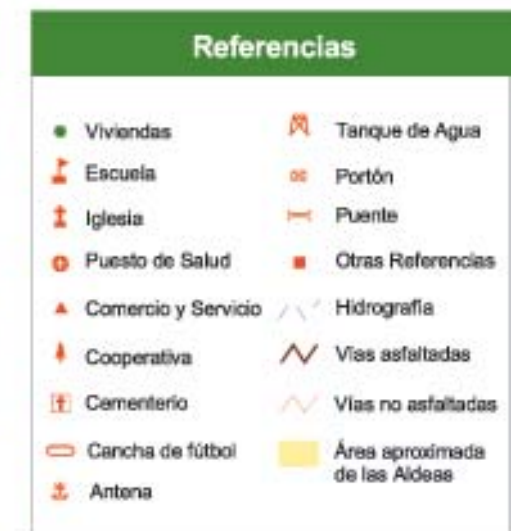 Referencias
Viviendas
Escuela
Iglesia
Puesto de Salud
Comercio y Servicio
Cooperativa
Cementerio
Cancha de fútbol
Antena
Tanque de Agua
Portón
Puente
Otras Referencias
Hidrografía
Vías asfaltadas
Vías no asfaltadas
Área aproximada
de las Aldeas